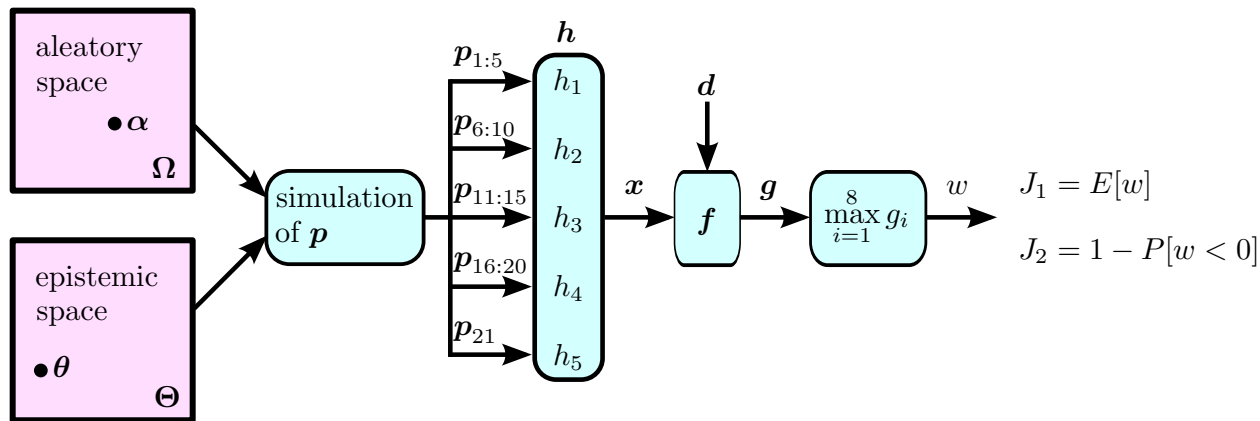 aleatory
space
α
Ω
epistemic
space
θ
Θ
simulation
of p
p1:5
p6:10
p11:15
p16:20
p21
h
h1
h2
h3
h4
h5
x
d
f
g
8
max gi
i=1
w
J1 = E[w]
J2 = 1 − P[w < 0]